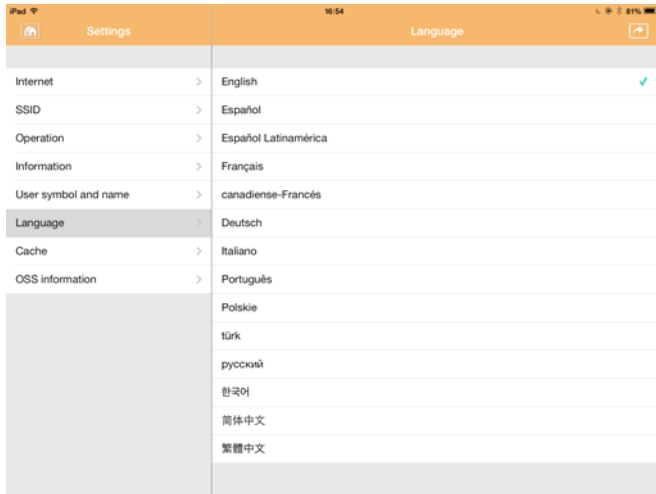 iPad 16:54 81%
Settings
Language
Internet
SSID
Operation
Information
User symbol and name
Language
Cache
OSS information
English
Español
Español Latinamérica
Français
canadiense-Francés
Deutsch
Italiano
Português
Polskie
türk
русский
한국어
简体中文
繁體中文